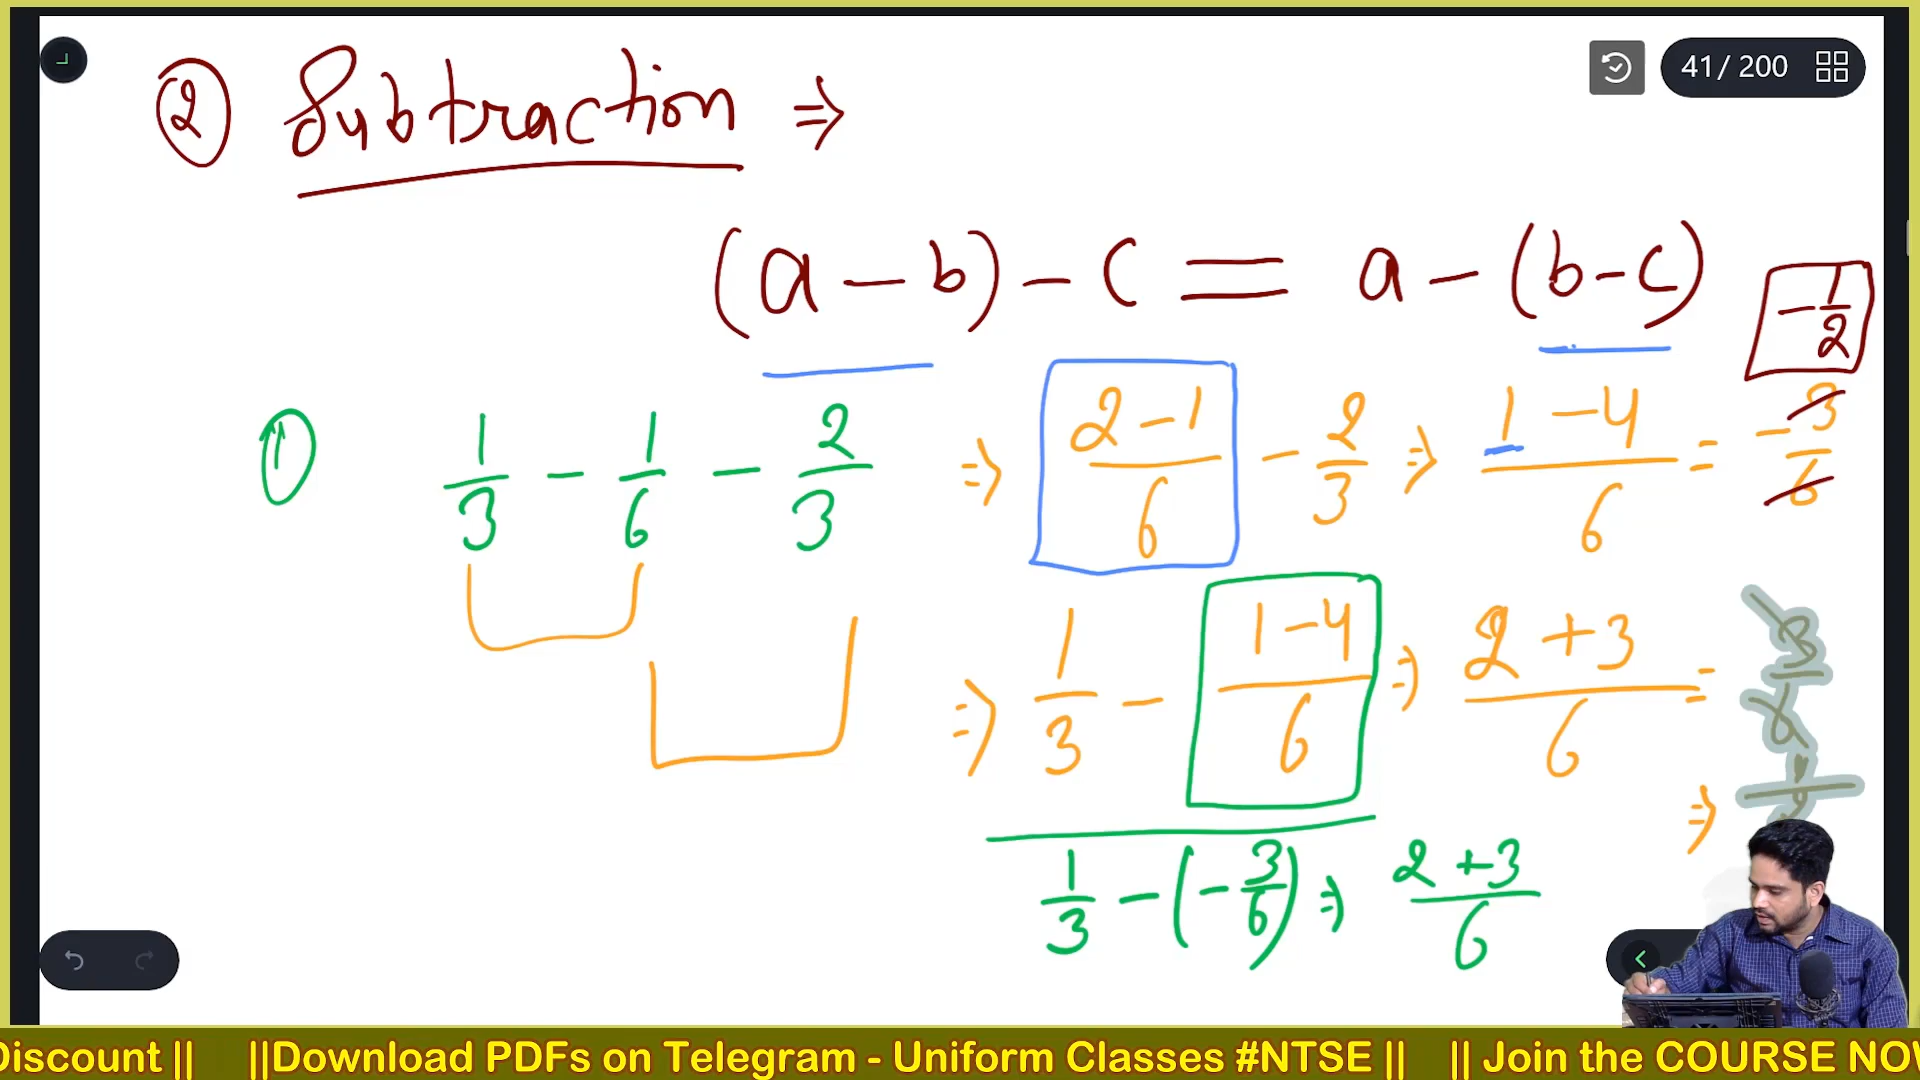 41 / 200
② Subtraction ⇒
(a - b) - c = a - (b - c)
-1/2
① 1/3 - 1/6 - 2/3 ⇒ (2 - 1)/6 - 2/3 ⇒ (1 - 4)/6 = -3/6
⇒ 1/3 - (1 - 4)/6 ⇒ (2 + 3)/6 =
⇒
1/3 - (-3/6) ⇒ (2 + 3)/6
Discount || ||Download PDFs on Telegram - Uniform Classes #NTSE || || Join the COURSE NOW